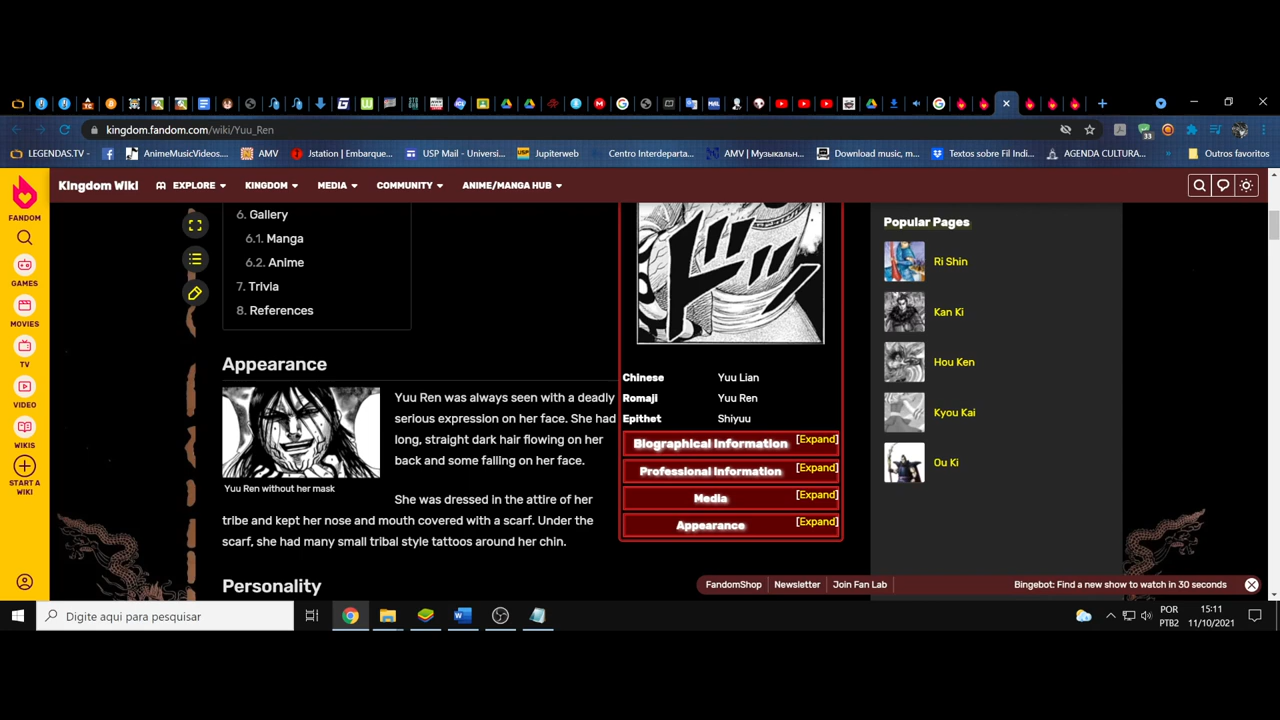 kingdom.fandom.com/wiki/Yuu_Ren
33
LEGENDAS.TV -
AnimeMusicVideos...
AMV
Jstation | Embarque...
USP Mail - Universi...
Jupiterweb
Centro Interdeparta...
AMV | Музыкальн...
Download music, m...
Textos sobre Fil Indi...
AGENDA CULTURA...
»
Outros favoritos
Kingdom Wiki
EXPLORE
KINGDOM
MEDIA
COMMUNITY
ANIME/MANGA HUB
FANDOM
GAMES
MOVIES
TV
VIDEO
WIKIS
START A
WIKI
6. Gallery
6.1. Manga
6.2. Anime
7. Trivia
8. References
Appearance
Yuu Ren without her mask
Yuu Ren was always seen with a deadly
serious expression on her face. She had
long, straight dark hair flowing on her
back and some falling on her face.
She was dressed in the attire of her
tribe and kept her nose and mouth covered with a scarf. Under the
scarf, she had many small tribal style tattoos around her chin.
Personality
ドドド
Chinese Yuu Lian
Romaji Yuu Ren
Epithet Shiyuu
Biographical Information [Expand]
Professional Information [Expand]
Media [Expand]
Appearance [Expand]
Popular Pages
Ri Shin
Kan Ki
Hou Ken
Kyou Kai
Ou Ki
FandomShop
Newsletter
Join Fan Lab
Bingebot: Find a new show to watch in 30 seconds
Digite aqui para pesquisar
POR
PTB2
15:11
11/10/2021